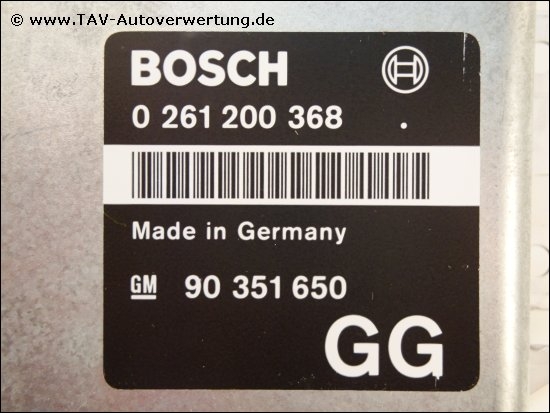 © www.TAV-Autoverwertung.de
BOSCH
0 261 200 368 .
Made in Germany
GM 90 351 650
GG